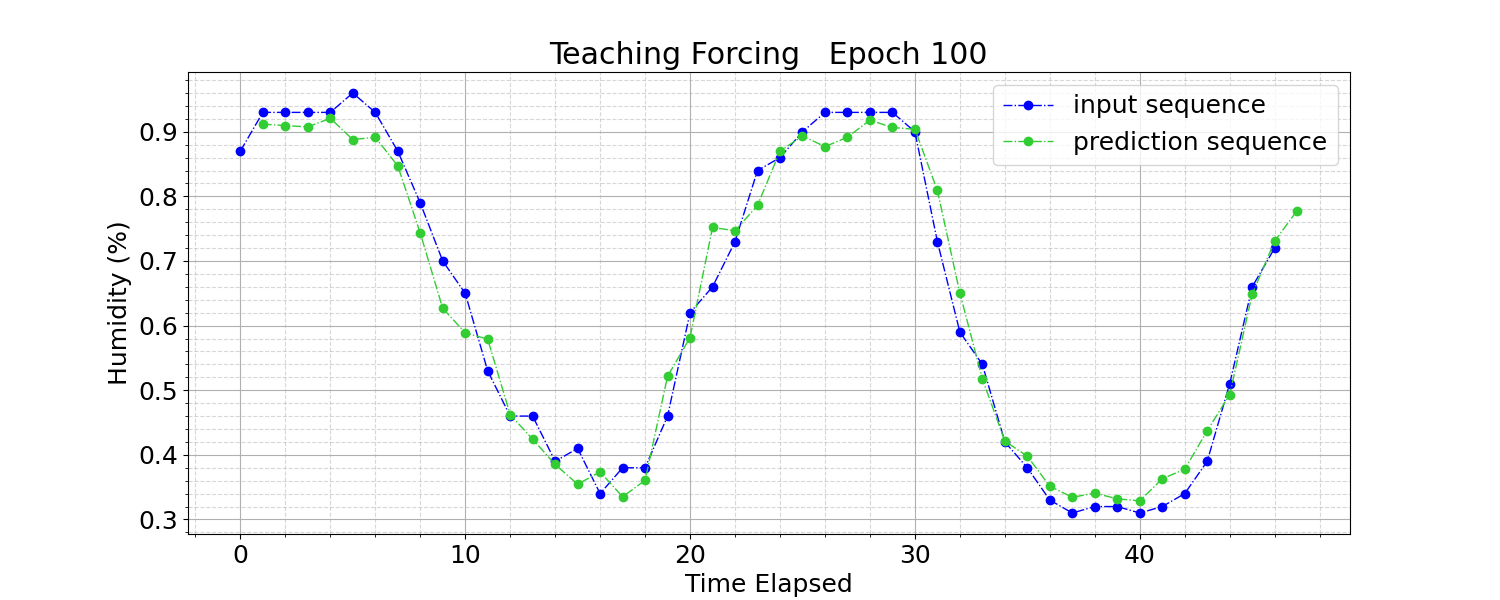 Teaching Forcing   Epoch 100
input sequence
prediction sequence
Humidity (%)
0.9
0.8
0.7
0.6
0.5
0.4
0.3
0 10 20 30 40
Time Elapsed